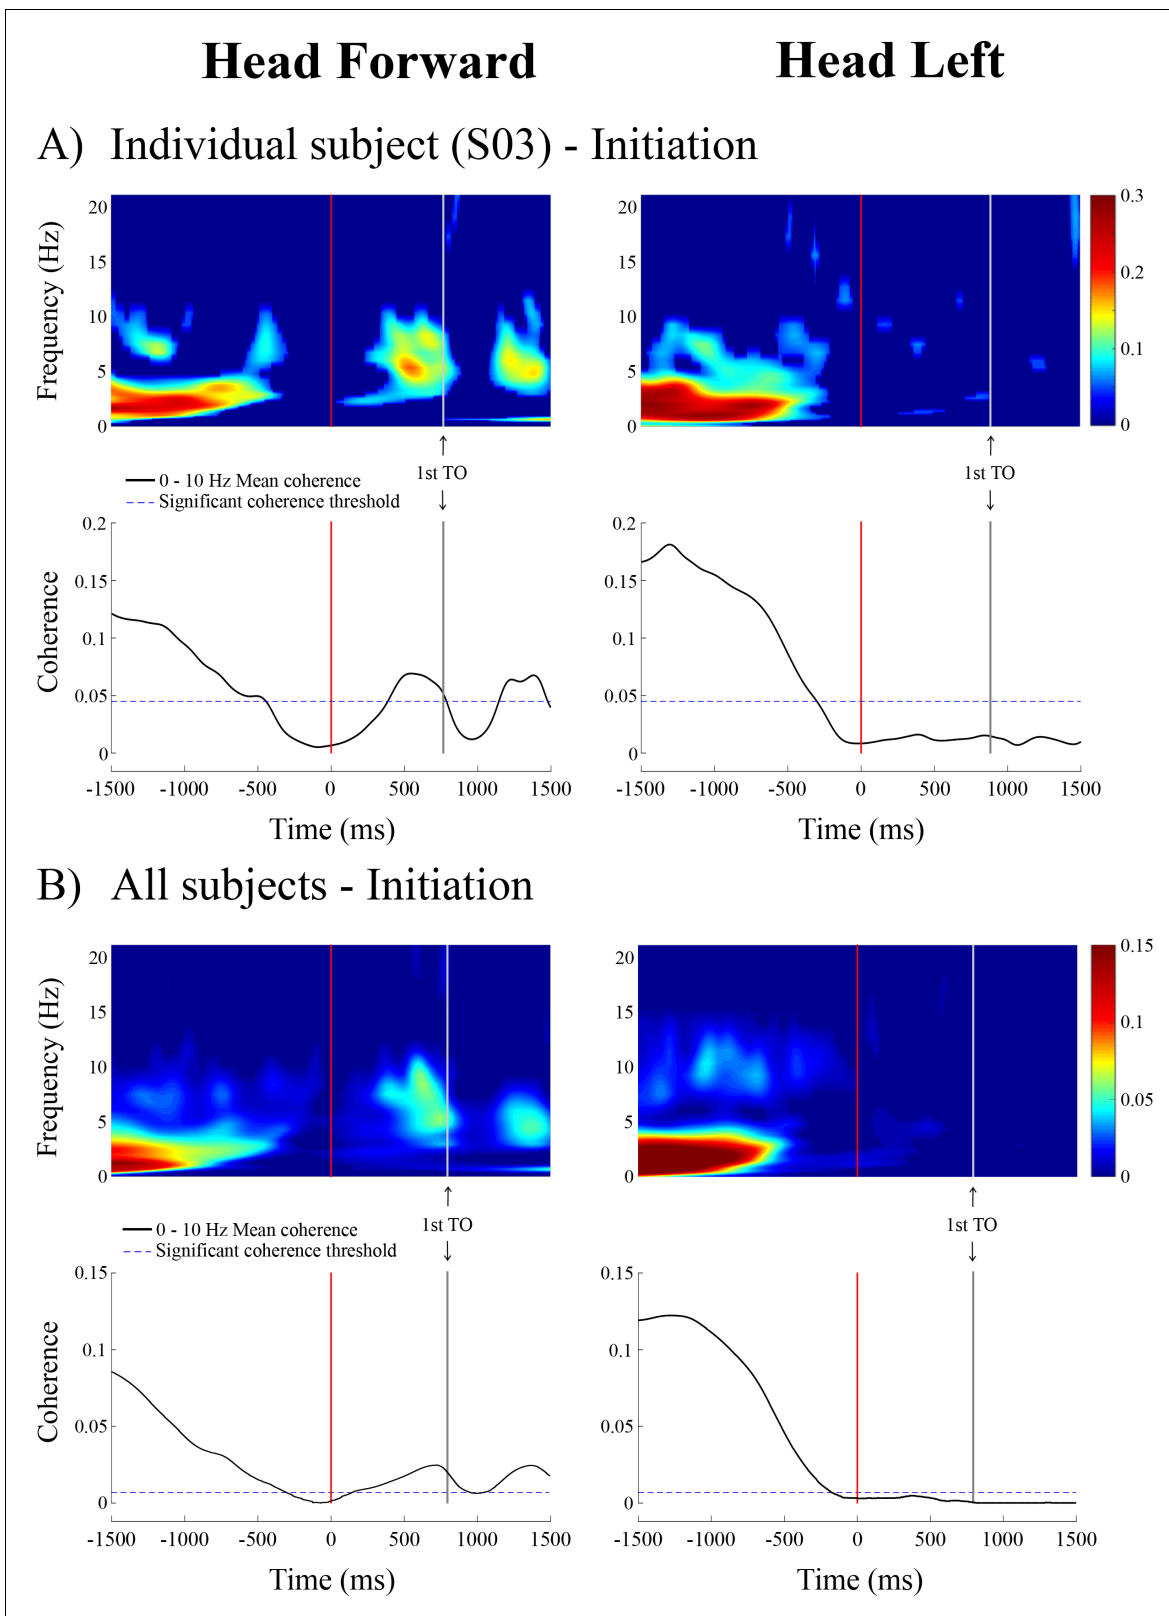 Head Forward
Head Left
A) Individual subject (S03) - Initiation
Frequency (Hz)
20
15
10
5
0
20
15
10
5
0
0.3
0.2
0.1
0
1st TO
1st TO
0 - 10 Hz Mean coherence
Significant coherence threshold
Coherence
0.2
0.15
0.1
0.05
0
-1500 -1000 -500 0 500 1000 1500
Time (ms)
0.2
0.15
0.1
0.05
0
-1500 -1000 -500 0 500 1000 1500
Time (ms)
B) All subjects - Initiation
Frequency (Hz)
20
15
10
5
0
20
15
10
5
0
0.15
0.1
0.05
0
1st TO
1st TO
0 - 10 Hz Mean coherence
Significant coherence threshold
Coherence
0.15
0.1
0.05
0
-1500 -1000 -500 0 500 1000 1500
Time (ms)
0.15
0.1
0.05
0
-1500 -1000 -500 0 500 1000 1500
Time (ms)